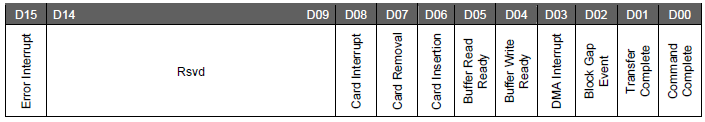 D15 D14 D09 D08 D07 D06 D05 D04 D03 D02 D01 D00
Error Interrupt
Rsvd
Card Interrupt
Card Removal
Card Insertion
Buffer Read
Ready
Buffer Write
Ready
DMA Interrupt
Block Gap
Event
Transfer
Complete
Command
Complete